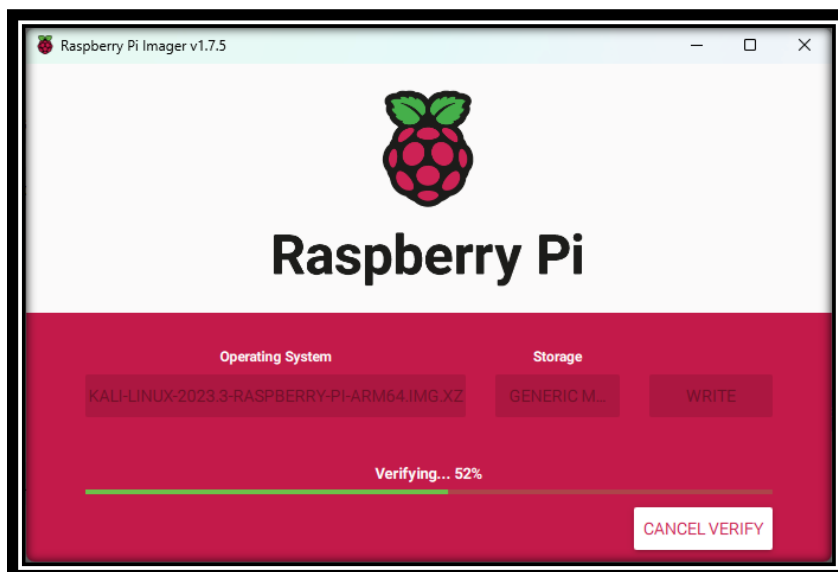 Raspberry Pi Imager v1.7.5
Raspberry Pi
Operating System
Storage
KALI-LINUX-2023.3-RASPBERRY-PI-ARM64.IMG.XZ
GENERIC M...
WRITE
Verifying... 52%
CANCEL VERIFY